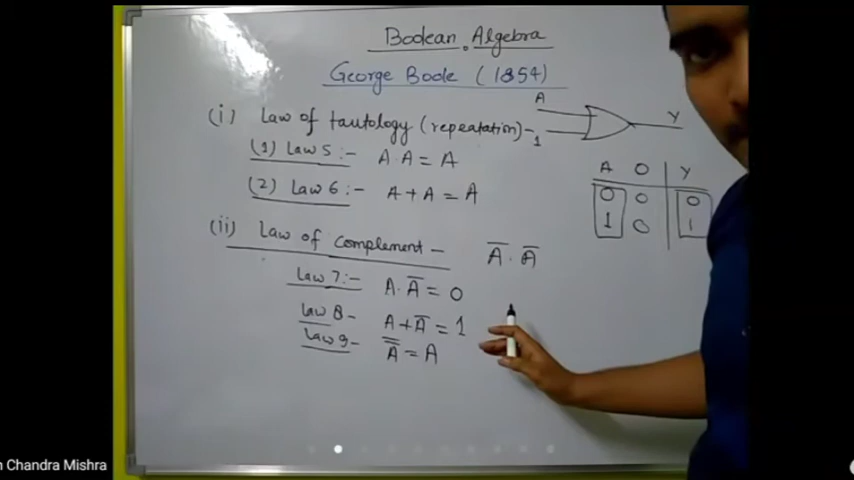 Boolean Algebra
George Boole (1854)
(i) Law of tautology (repeatation)-
(1) Law 5 :- A·A = A
(2) Law 6 :- A + A = A
(ii) Law of complement -
Law 7:- A·A̅ = 0
Law 8- A+A̅ = 1
Law 9- A̿ = A
A̅ · A̅
A
1
Y
A 0 Y
0 0 0
1 0 1
n Chandra Mishra